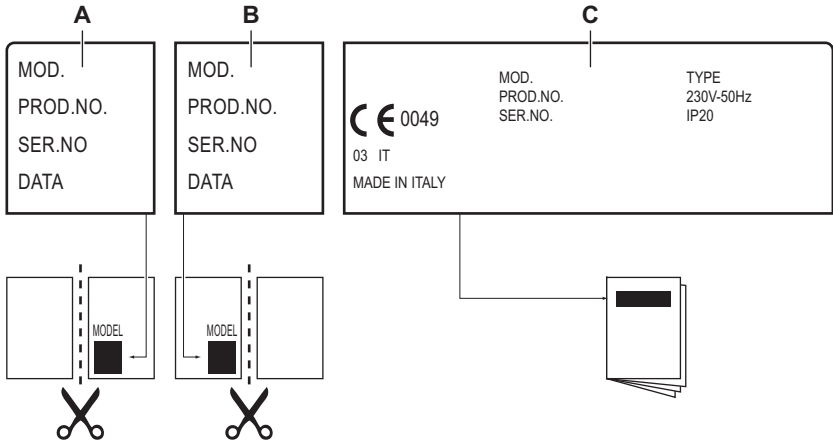 A
B
C
MOD.
PROD.NO.
SER.NO
DATA
MOD.
PROD.NO.
SER.NO
DATA
MOD.
PROD.NO.
SER.NO.
TYPE
230V-50Hz
IP20
CE 0049
03 IT
MADE IN ITALY
MODEL
MODEL